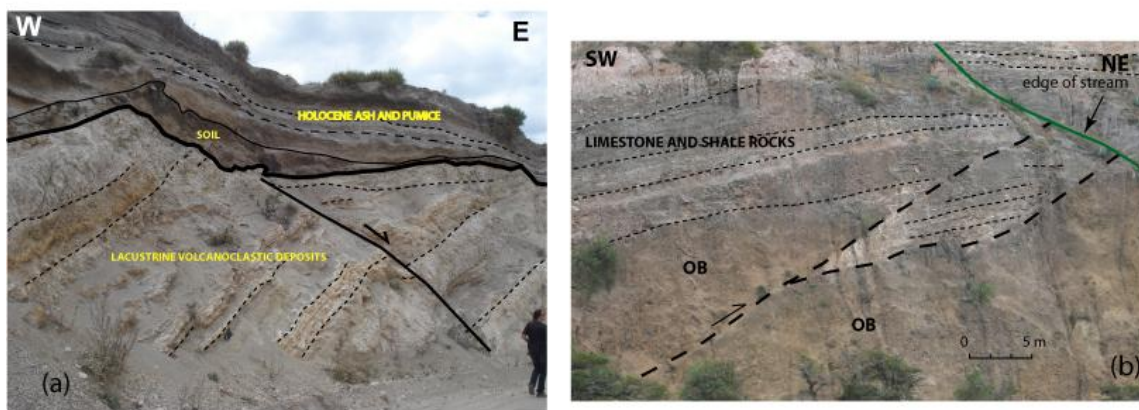 W
E
HOLOCENE ASH AND PUMICE
SOIL
LACUSTRINE VOLCANOCLASTIC DEPOSITS
(a)
SW
NE
edge of stream
LIMESTONE AND SHALE ROCKS
OB
OB
0 5 m
(b)